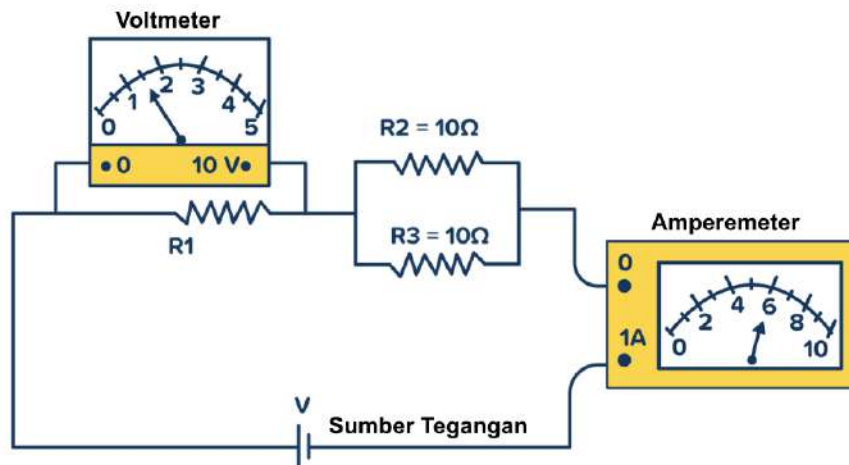 Voltmeter
0 1 2 3 4 5
0 10 V
R1
R2 = 10Ω
R3 = 10Ω
Amperemeter
0
1A
0 2 4 6 8 10
V
Sumber Tegangan